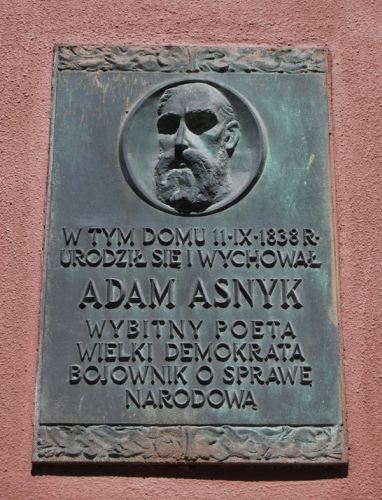 W TYM DOMU 11·IX·1838 R·
URODZIŁ SIĘ I WYCHOWAŁ
ADAM ASNYK
WYBITNY POETA
WIELKI DEMOKRATA
BOJOWNIK O SPRAWĘ
NARODOWĄ